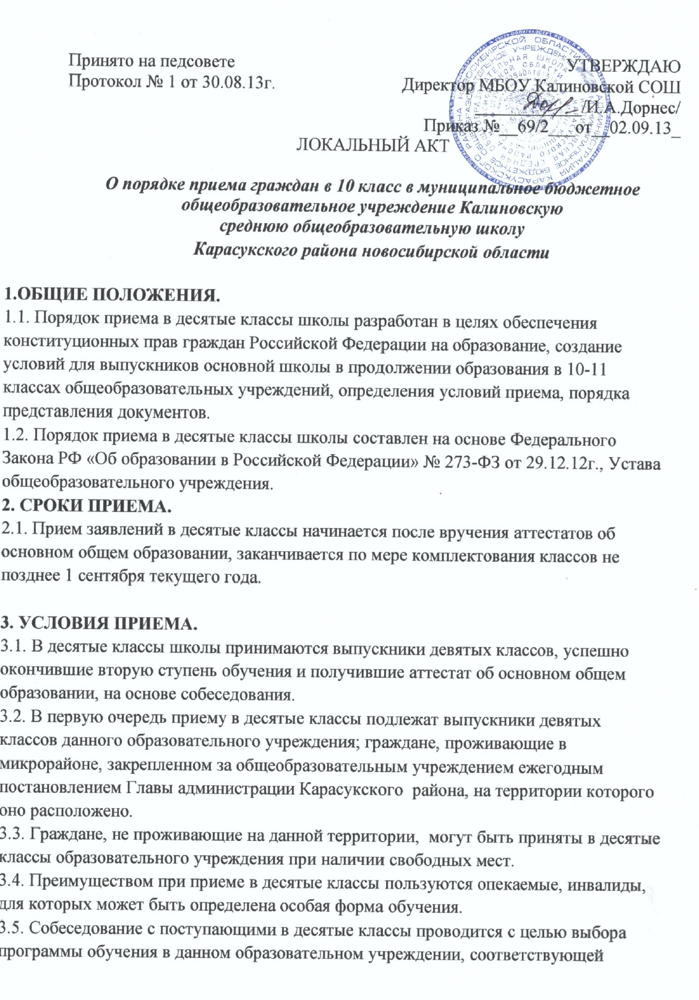 Принято на педсовете
Протокол № 1 от 30.08.13г.
УТВЕРЖДАЮ
Директор МБОУ Калиновской СОШ
/И.А.Дорнес/
Приказ №__69/2___от__02.09.13_
ЛОКАЛЬНЫЙ АКТ
О порядке приема граждан в 10 класс в муниципальное бюджетное
общеобразовательное учреждение Калиновскую
среднюю общеобразовательную школу
Карасукского района новосибирской области
1.ОБЩИЕ ПОЛОЖЕНИЯ.
1.1. Порядок приема в десятые классы школы разработан в целях обеспечения
конституционных прав граждан Российской Федерации на образование, создание
условий для выпускников основной школы в продолжении образования в 10-11
классах общеобразовательных учреждений, определения условий приема, порядка
представления документов.
1.2. Порядок приема в десятые классы школы составлен на основе Федерального
Закона РФ «Об образовании в Российской Федерации» № 273-ФЗ от 29.12.12г., Устава
общеобразовательного учреждения.
2. СРОКИ ПРИЕМА.
2.1. Прием заявлений в десятые классы начинается после вручения аттестатов об
основном общем образовании, заканчивается по мере комплектования классов не
позднее 1 сентября текущего года.
3. УСЛОВИЯ ПРИЕМА.
3.1. В десятые классы школы принимаются выпускники девятых классов, успешно
окончившие вторую ступень обучения и получившие аттестат об основном общем
образовании, на основе собеседования.
3.2. В первую очередь приему в десятые классы подлежат выпускники девятых
классов данного образовательного учреждения; граждане, проживающие в
микрорайоне, закрепленном за общеобразовательным учреждением ежегодным
постановлением Главы администрации Карасукского  района, на территории которого
оно расположено.
3.3. Граждане, не проживающие на данной территории,  могут быть приняты в десятые
классы образовательного учреждения при наличии свободных мест.
3.4. Преимуществом при приеме в десятые классы пользуются опекаемые, инвалиды,
для которых может быть определена особая форма обучения.
3.5. Собеседование с поступающими в десятые классы проводится с целью выбора
программы обучения в данном образовательном учреждении, соответствующей